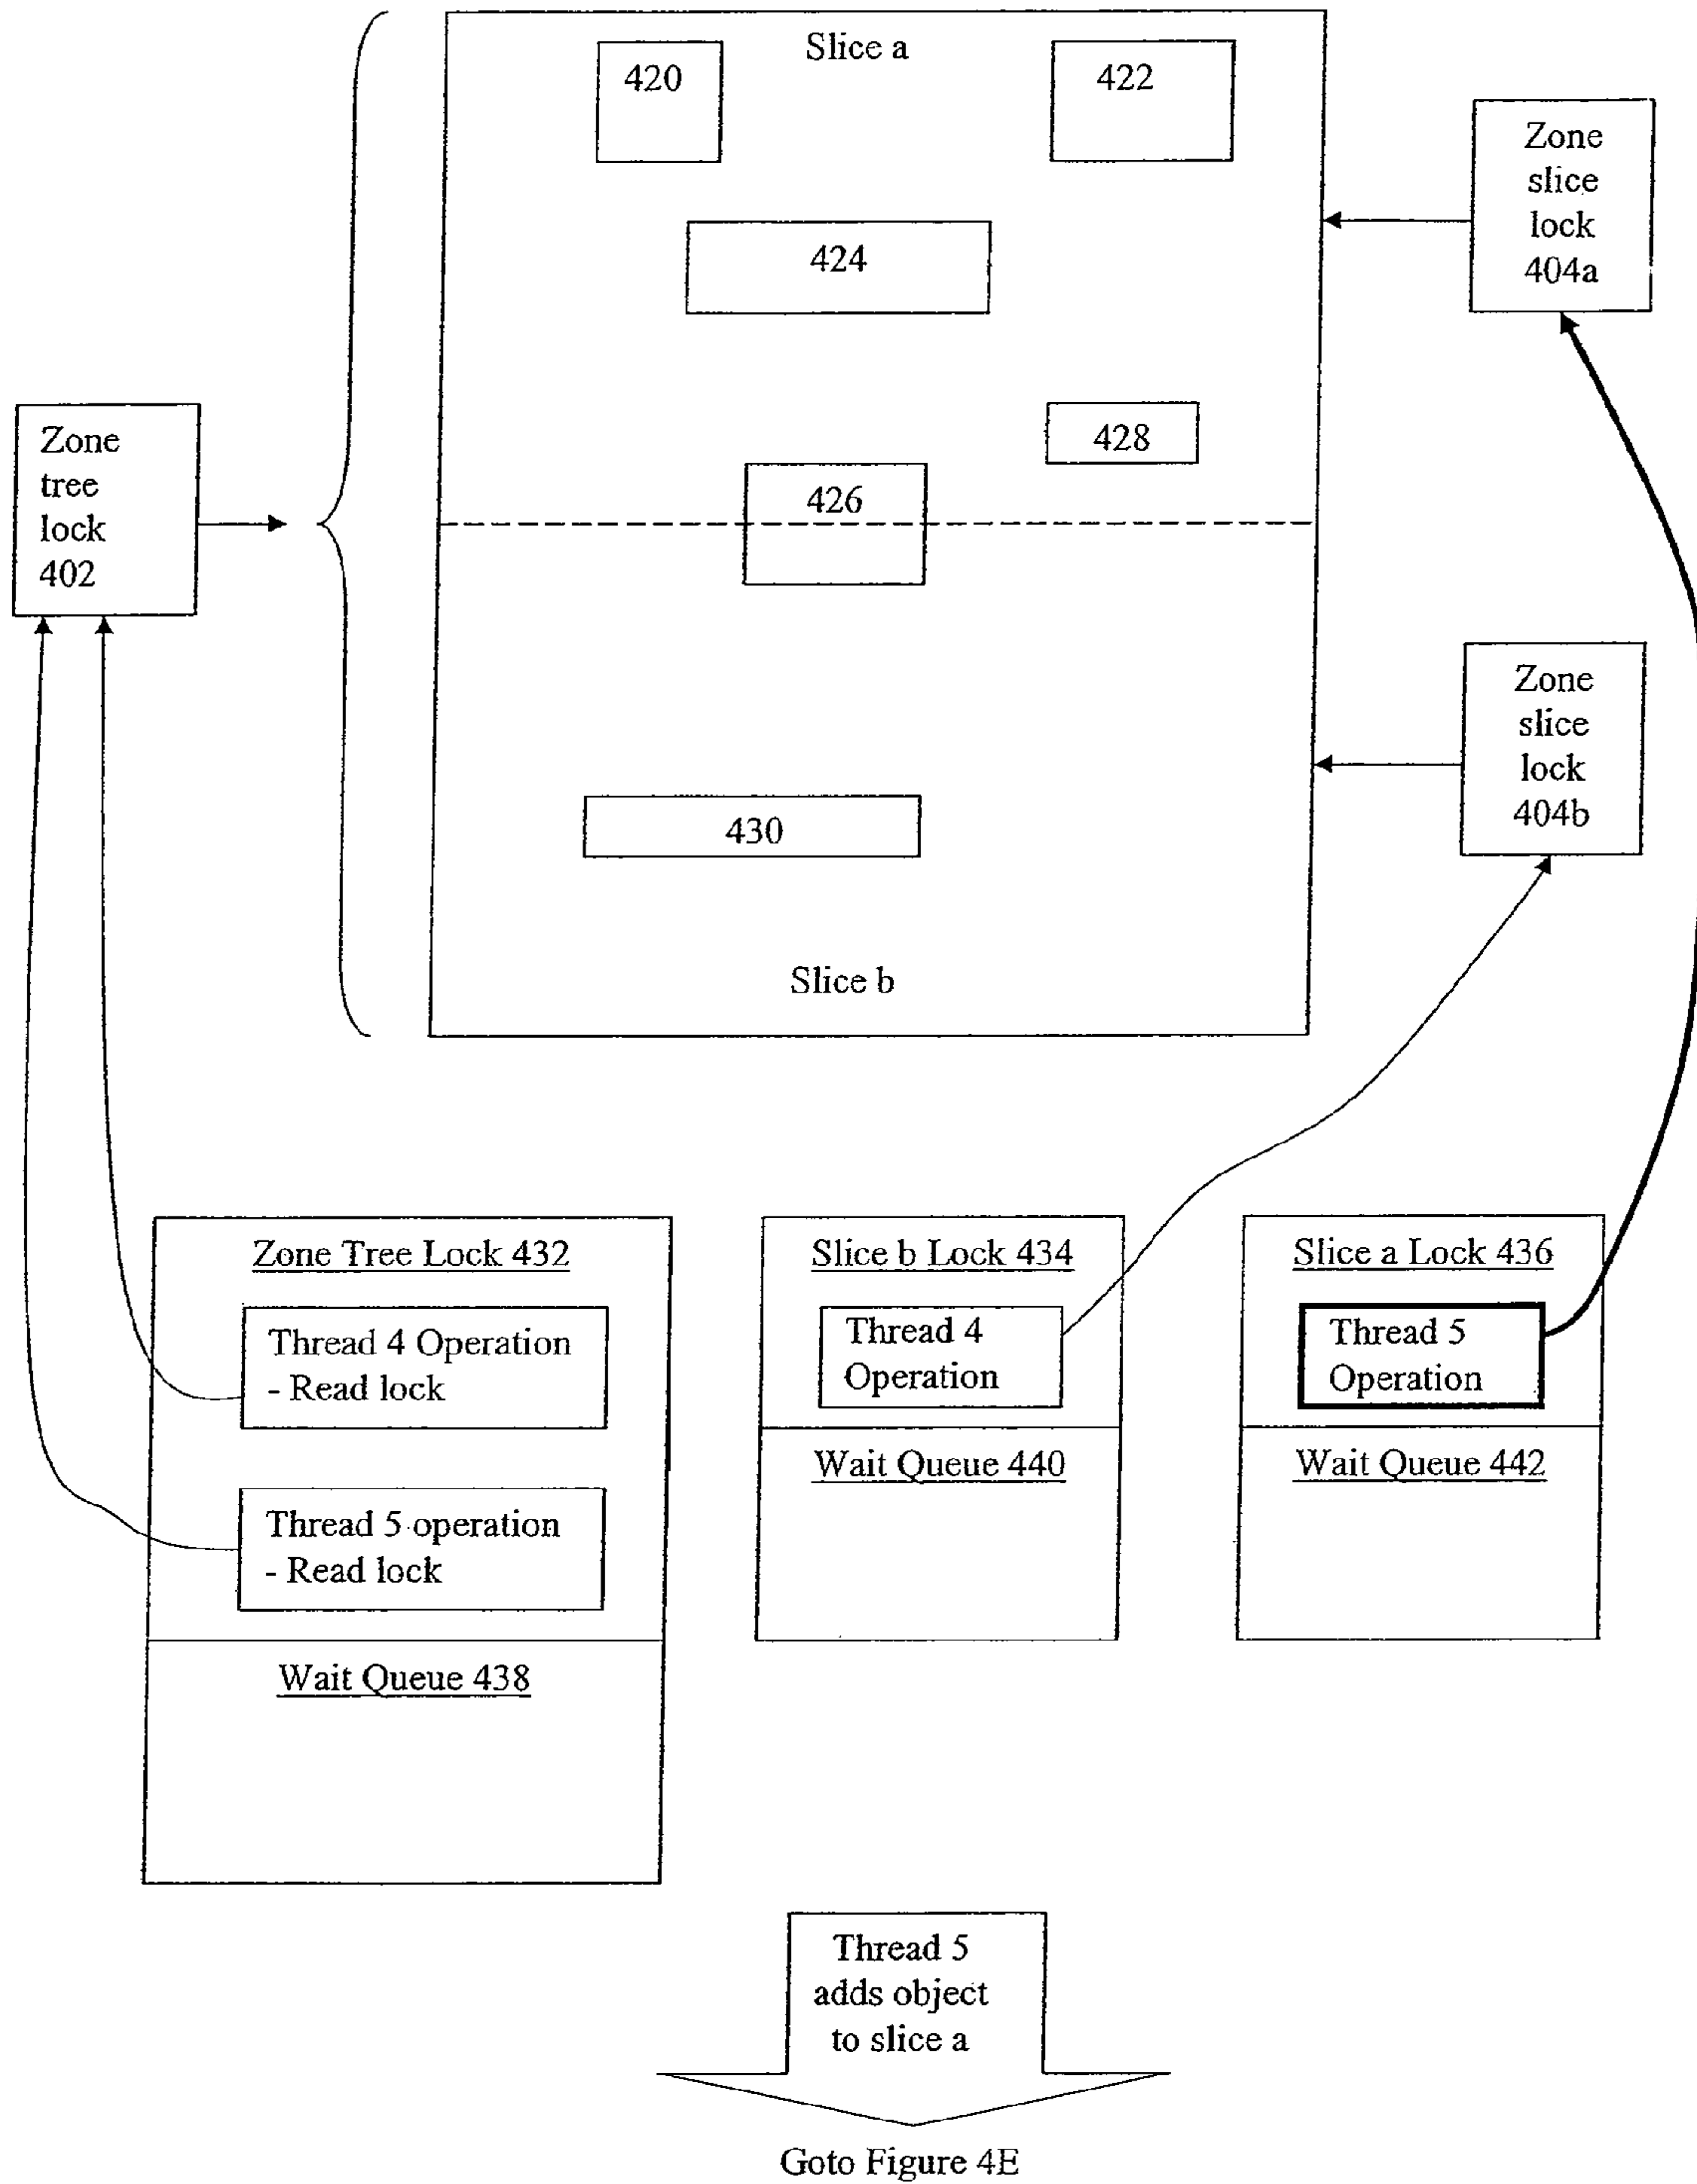 Slice a
420
422
Zone
slice
lock
404a
424
428
Zone
tree
lock
402
426
Zone
slice
lock
404b
430
Slice b
Zone Tree Lock 432
Thread 4 Operation
- Read lock
Thread 5 operation
- Read lock
Wait Queue 438
Slice b Lock 434
Thread 4
Operation
Wait Queue 440
Slice a Lock 436
Thread 5
Operation
Wait Queue 442
Thread 5
adds object
to slice a
Goto Figure 4E